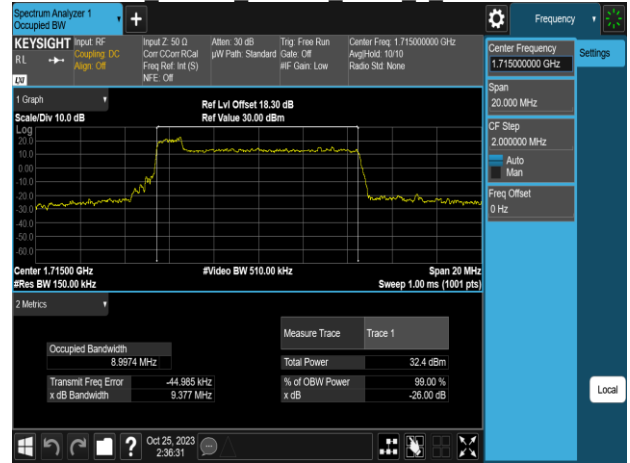 Spectrum Analyzer 1
Occupied BW
Frequency
KEYSIGHT
RL
LXI
Input: RF
Coupling: DC
Align: Off
Input Z: 50 Ω
Corr CCorr RCal
Freq Ref: Int (S)
NFE: Off
Atten: 30 dB
µW Path: Standard
Trig: Free Run
Gate: Off
#IF Gain: Low
Center Freq: 1.715000000 GHz
Avg|Hold: 10/10
Radio Std: None
Center Frequency
1.715000000 GHz
Settings
Span
20.000 MHz
CF Step
2.000000 MHz
Auto
Man
Freq Offset
0 Hz
Local
1 Graph
Scale/Div 10.0 dB
Ref Lvl Offset 18.30 dB
Ref Value 30.00 dBm
Log
20.0
10.0
0.00
-10.0
-20.0
-30.0
-40.0
-50.0
-60.0
Center 1.71500 GHz
#Video BW 510.00 kHz
Span 20 MHz
#Res BW 150.00 kHz
Sweep 1.00 ms (1001 pts)
2 Metrics
Measure Trace Trace 1
Occupied Bandwidth
8.9974 MHz
Total Power 32.4 dBm
Transmit Freq Error -44.985 kHz
% of OBW Power 99.00 %
x dB Bandwidth 9.377 MHz
x dB -26.00 dB
?
Oct 25, 2023
2:36:31